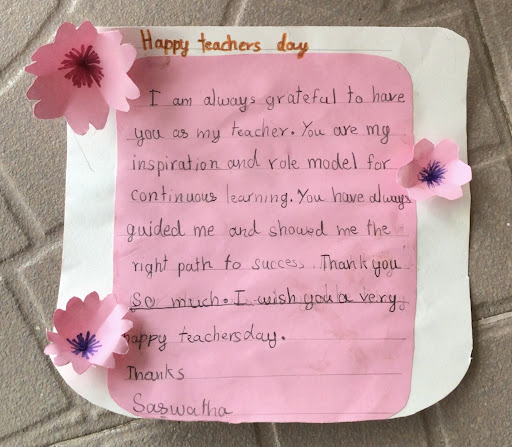 Happy teachers day
I am always grateful to have
you as my teacher. You are my
inspiration and role model for
continuous learning. You have always
guided me and showed me the
right path to success. Thank you
so much. I wish you a very
happy teachersday.
Thanks
Saswatha